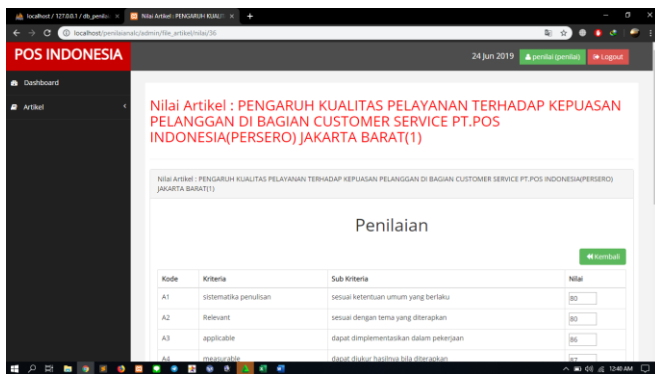 localhost / 127.0.0.1 / db_penilai
Nilai Artikel : PENGARUH KUALIT
localhost/penilaianalc/admin/file_artikel/nilai/36
POS INDONESIA
24 Jun 2019
penilai (penilai)
Logout
Dashboard
Artikel
Nilai Artikel : PENGARUH KUALITAS PELAYANAN TERHADAP KEPUASAN
PELANGGAN DI BAGIAN CUSTOMER SERVICE PT.POS
INDONESIA(PERSERO) JAKARTA BARAT(1)
Nilai Artikel : PENGARUH KUALITAS PELAYANAN TERHADAP KEPUASAN PELANGGAN DI BAGIAN CUSTOMER SERVICE PT.POS INDONESIA(PERSERO)
JAKARTA BARAT(1)
Penilaian
Kembali
Kode Kriteria Sub Kriteria Nilai
A1 sistematika penulisan sesuai ketentuan umum yang berlaku 80
A2 Relevant sesuai dengan tema yang diterapkan 80
A3 applicable dapat dimplementasikan dalam pekerjaan 86
A4 measurable dapat diukur hasilnya bila diterapkan 87
12:40 AM